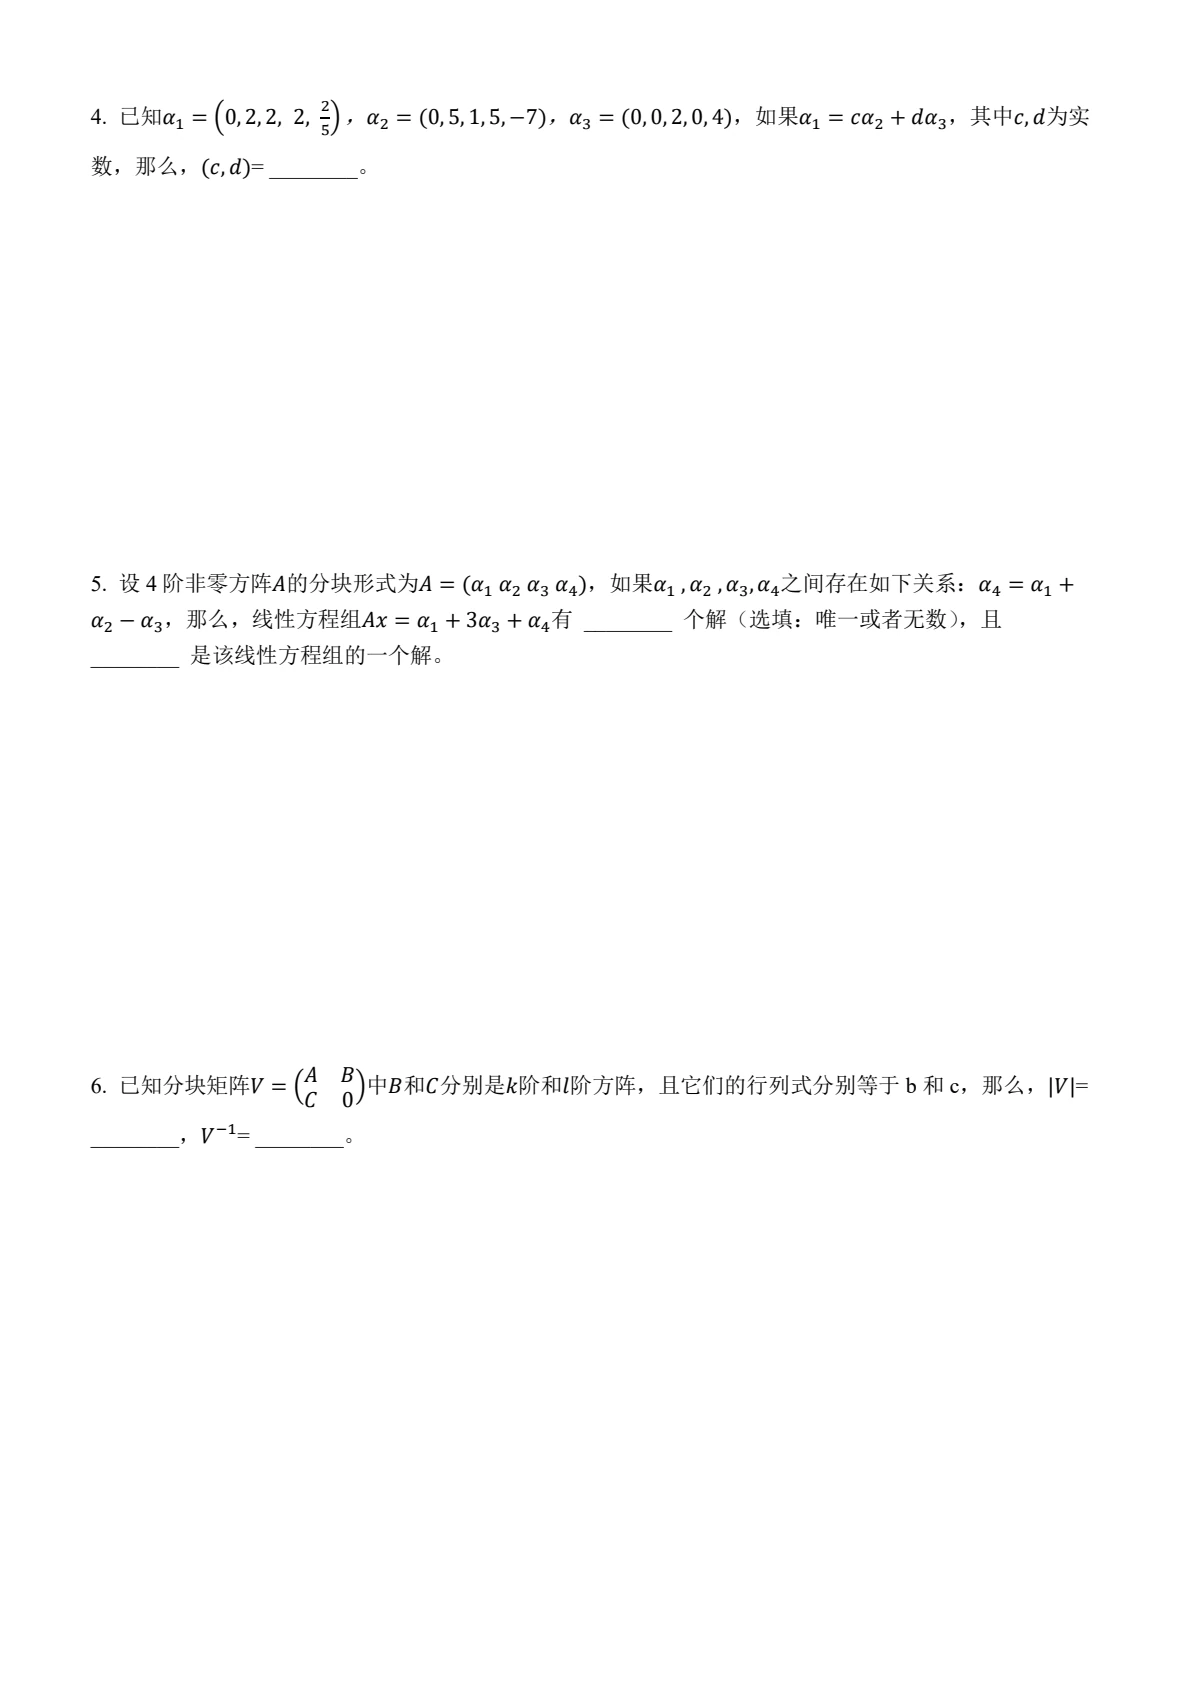 4. 已知α₁ = (0, 2, 2, 2, 2/5)，α₂ = (0, 5, 1, 5, −7)，α₃ = (0, 0, 2, 0, 4)，如果α₁ = cα₂ + dα₃，其中c, d为实
数，那么，(c, d)= ________。
5. 设 4 阶非零方阵A的分块形式为A = (α₁ α₂ α₃ α₄)，如果α₁ , α₂ , α₃, α₄之间存在如下关系：α₄ = α₁ +
α₂ − α₃，那么，线性方程组Ax = α₁ + 3α₃ + α₄有 ________ 个解（选填：唯一或者无数），且
________ 是该线性方程组的一个解。
6. 已知分块矩阵V = (A B
C 0)中B和C分别是k阶和l阶方阵，且它们的行列式分别等于 b 和 c，那么，|V|=
________，V⁻¹= ________。